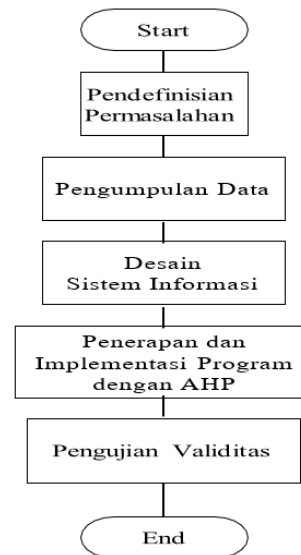 Start
Pendefinisian
Permasalahan
Pengumpulan Data
Desain
Sistem Informasi
Penerapan dan
Implementasi Program
dengan AHP
Pengujian Validitas
End